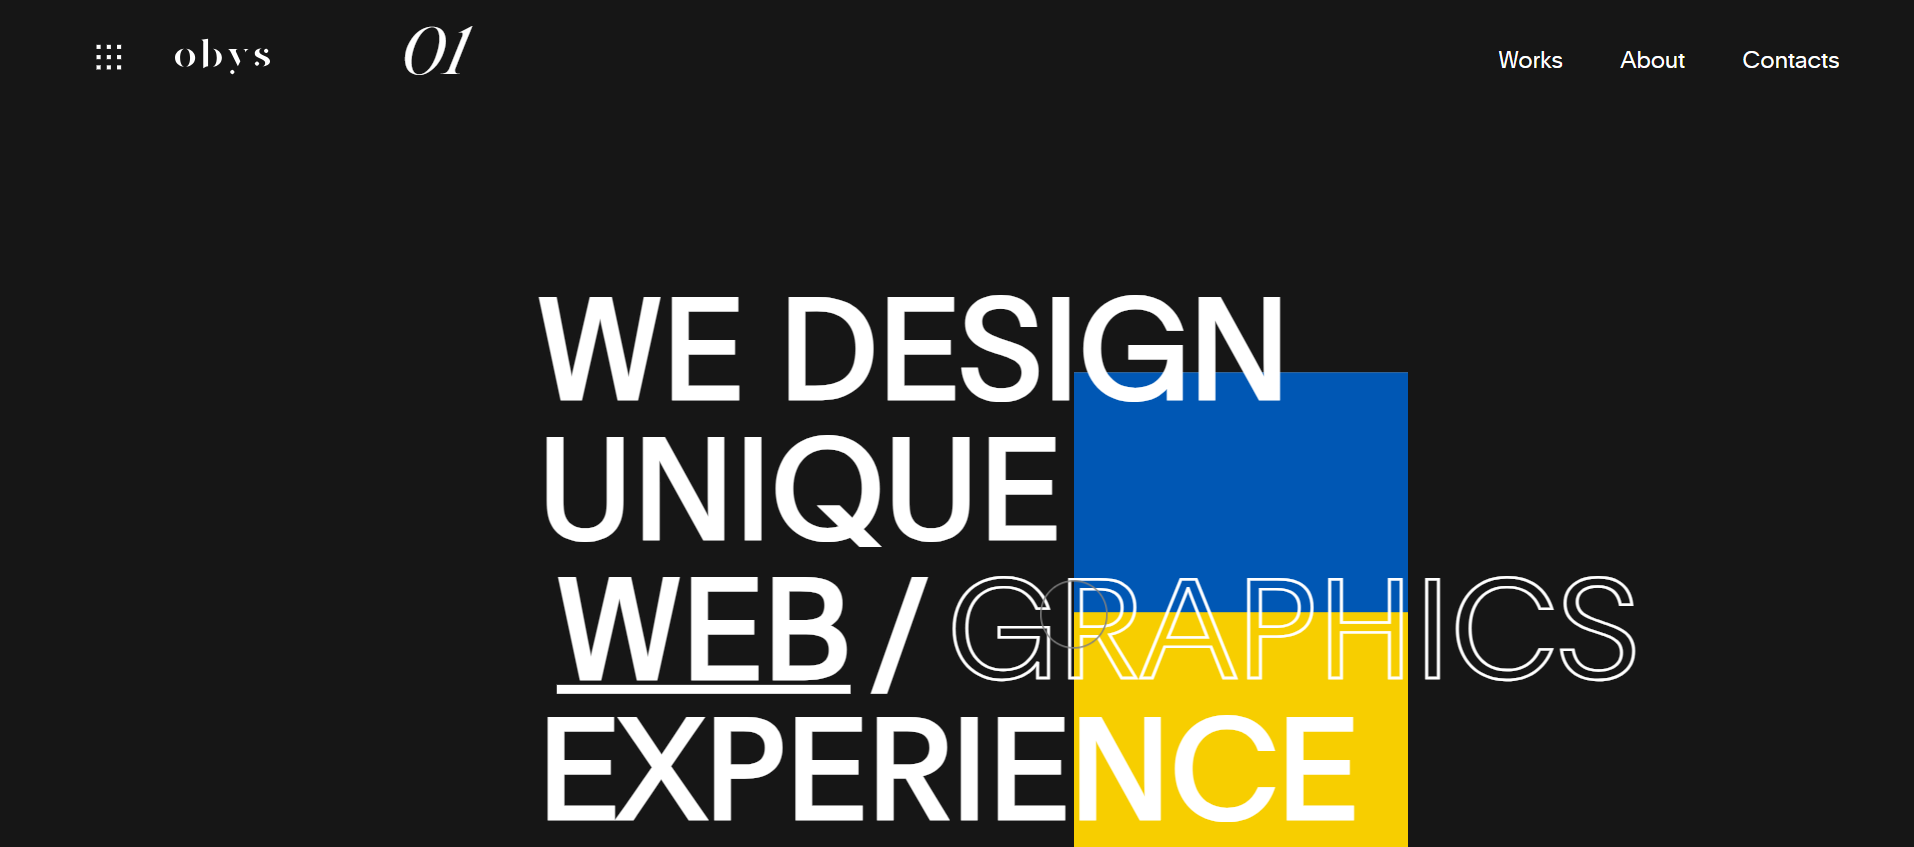 obys
01
Works About Contacts
WE DESIGN
UNIQUE
WEB / GRAPHICS
EXPERIENCE